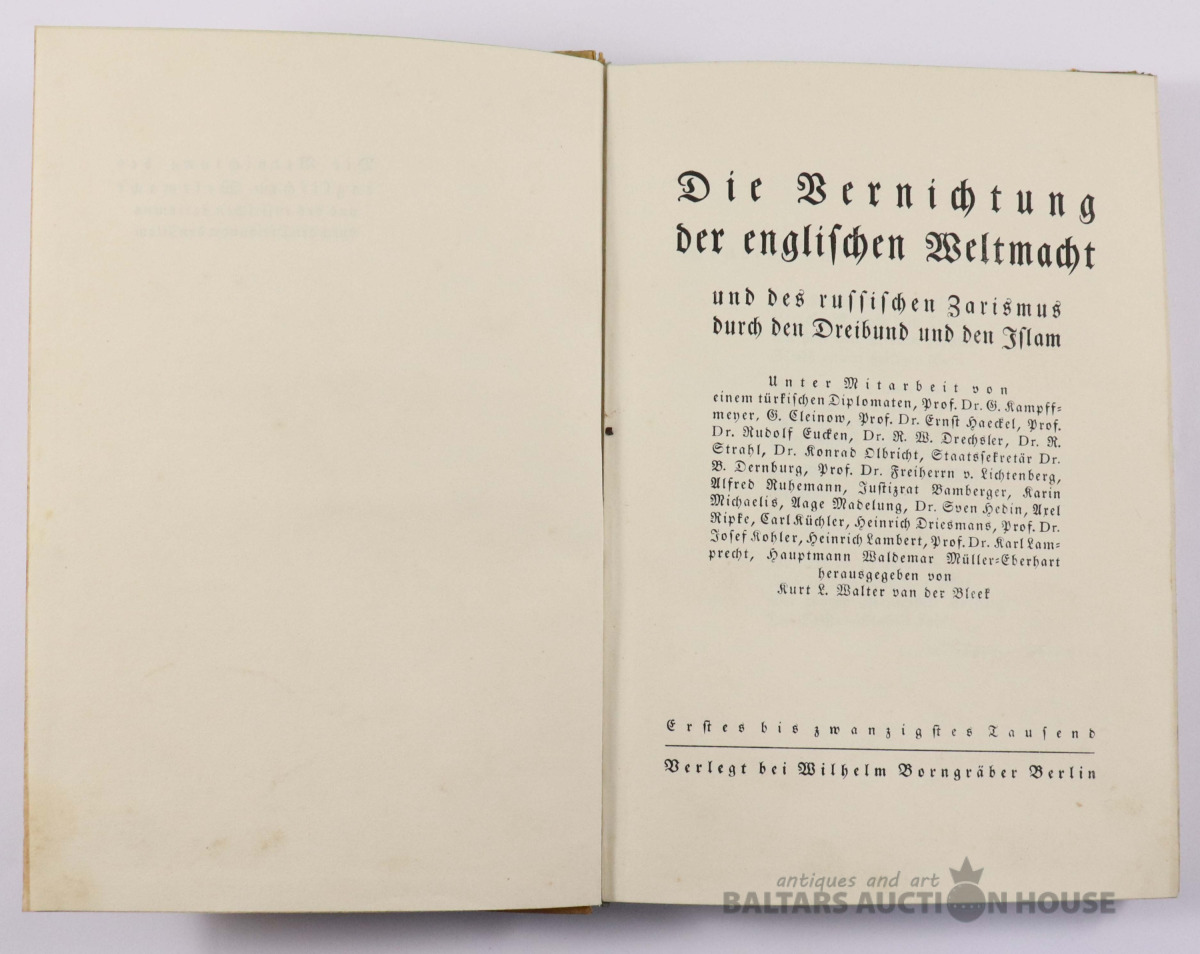 Die Vernichtung
der englischen Weltmacht
und des russischen Zarismus
durch den Dreibund und den Islam
Unter Mitarbeit von
einem türkischen Diplomaten, Prof. Dr. G. Kampff-
meyer, G. Cleinow, Prof. Dr. Ernst Haeckel, Prof.
Dr. Rudolf Eucken, Dr. R. W. Drechsler, Dr. R.
Strahl, Dr. Konrad Olbricht, Staatssekretär Dr.
B. Dernburg, Prof. Dr. Freiherrn v. Lichtenberg,
Alfred Ruhemann, Justizrat Bamberger, Karin
Michaelis, Aage Madelung, Dr. Sven Hedin, Axel
Ripke, Carl Küchler, Heinrich Driesmans, Prof. Dr.
Josef Kohler, Heinrich Lambert, Prof. Dr. Karl Lam-
precht, Hauptmann Waldemar Müller-Eberhart
herausgegeben von
Kurt L. Walter van der Bleek
Erstes bis zwanzigstes Tausend
Verlegt bei Wilhelm Borngräber Berlin
antiques and art
BALTARS AUCTION HOUSE